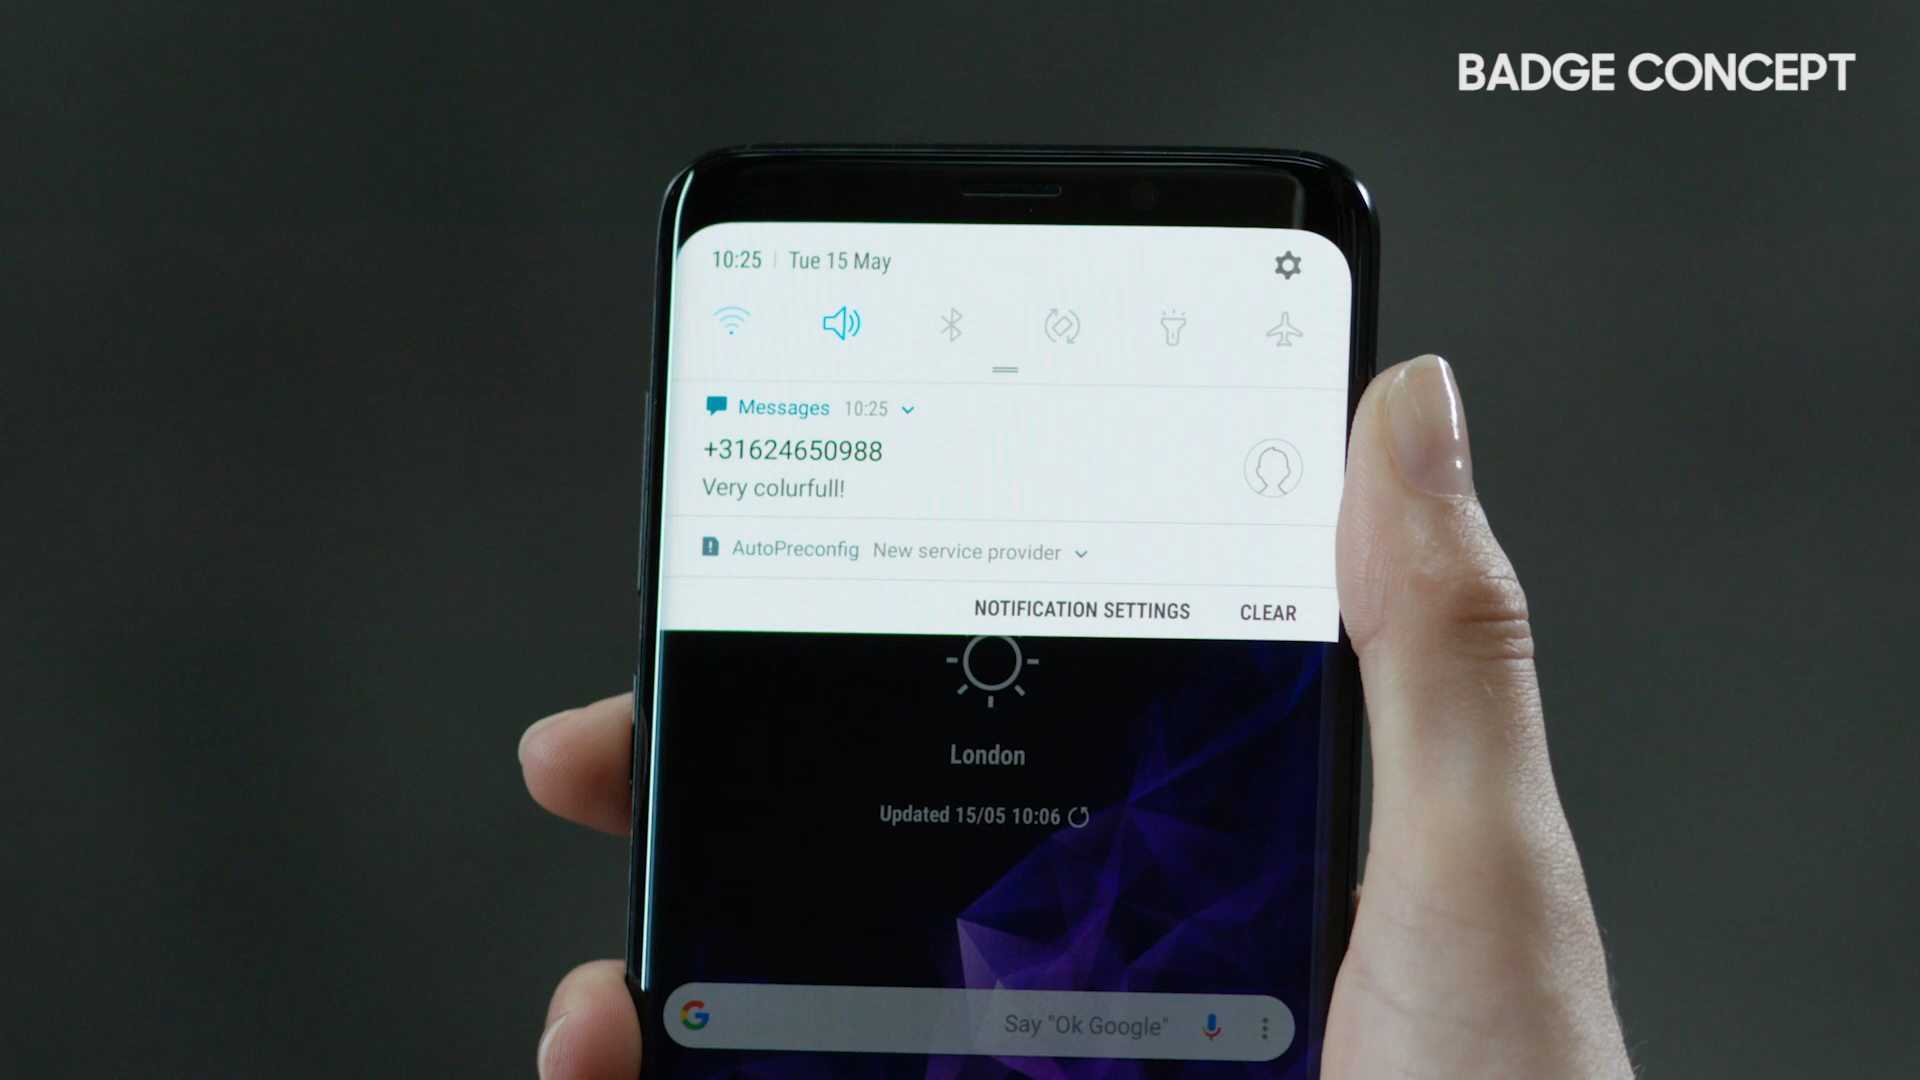 BADGE CONCEPT
10:25 | Tue 15 May
Messages 10:25
+31624650988
Very colurfull!
AutoPreconfig New service provider
NOTIFICATION SETTINGS CLEAR
London
Updated 15/05 10:06
G Say "Ok Google"